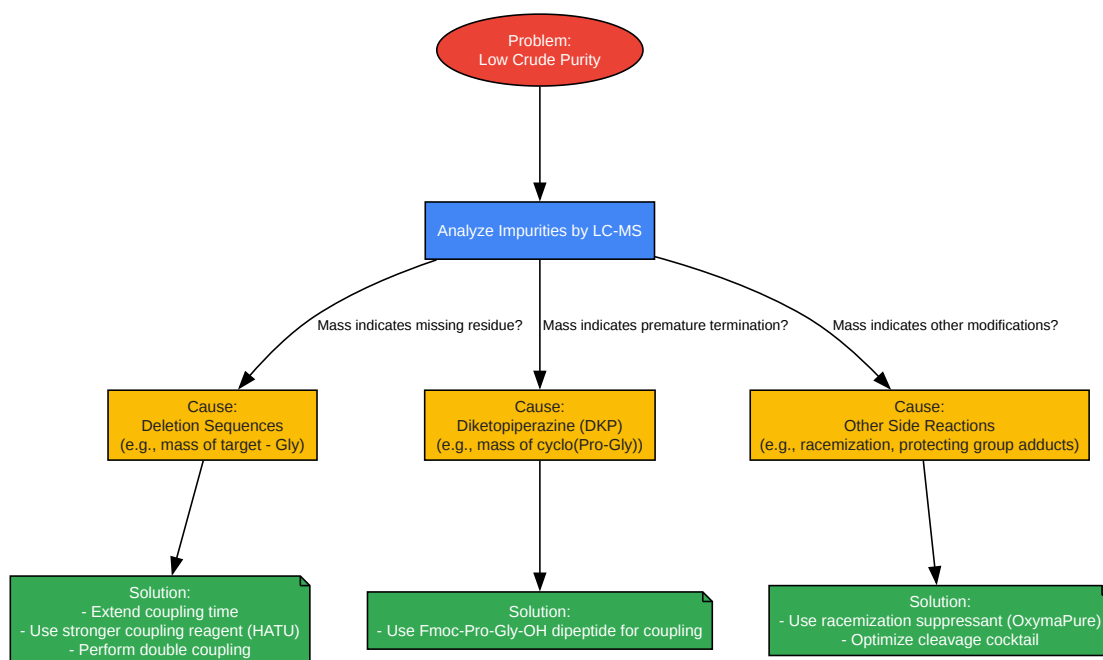 Problem:
Low Crude Purity
Analyze Impurities by LC-MS
Mass indicates missing residue?
Mass indicates premature termination?
Mass indicates other modifications?
Cause:
Deletion Sequences
(e.g., mass of target - Gly)
Cause:
Diketopiperazine (DKP)
(e.g., mass of cyclo(Pro-Gly))
Cause:
Other Side Reactions
(e.g., racemization, protecting group adducts)
Solution:
- Extend coupling time
- Use stronger coupling reagent (HATU)
- Perform double coupling
Solution:
- Use Fmoc-Pro-Gly-OH dipeptide for coupling
Solution:
- Use racemization suppressant (OxymaPure)
- Optimize cleavage cocktail